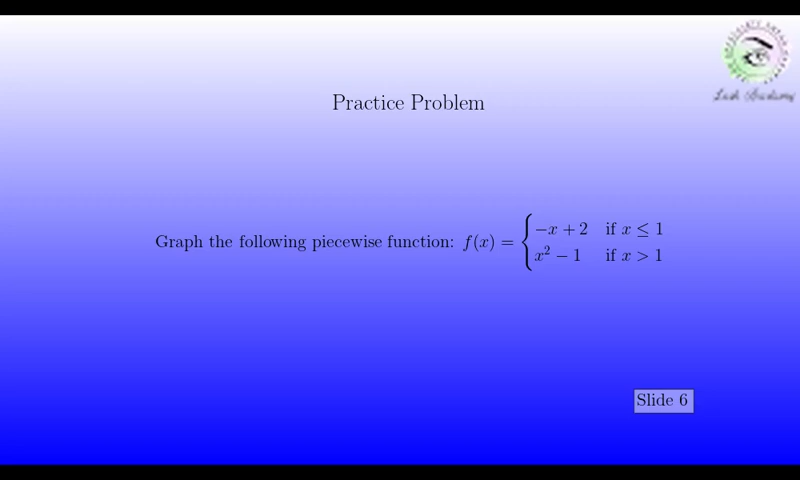 Practice Problem
Graph the following piecewise function: f(x) = { −x + 2 if x ≤ 1
x² − 1 if x > 1
Slide 6